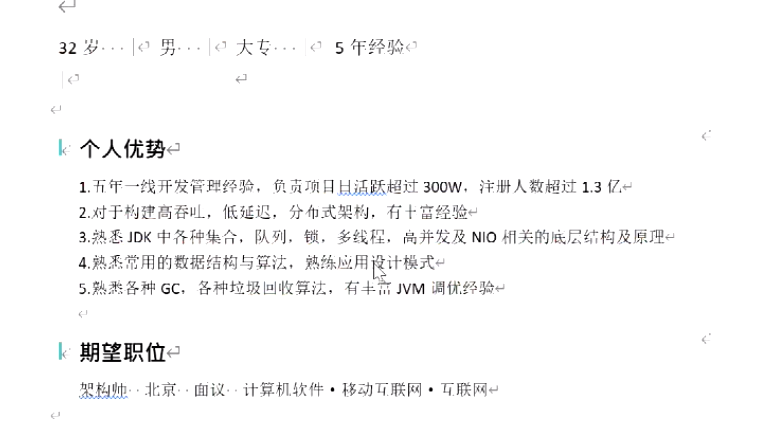 32 岁 男 大专 5 年经验
个人优势
1.五年一线开发管理经验，负责项目日活跃超过 300W，注册人数超过 1.3 亿
2.对于构建高吞吐，低延迟，分布式架构，有丰富经验
3.熟悉 JDK 中各种集合，队列，锁，多线程，高并发及 NIO 相关的底层结构及原理
4.熟悉常用的数据结构与算法，熟练应用设计模式
5.熟悉各种 GC，各种垃圾回收算法，有丰富 JVM 调优经验
期望职位
架构师 北京 面议 计算机软件·移动互联网·互联网